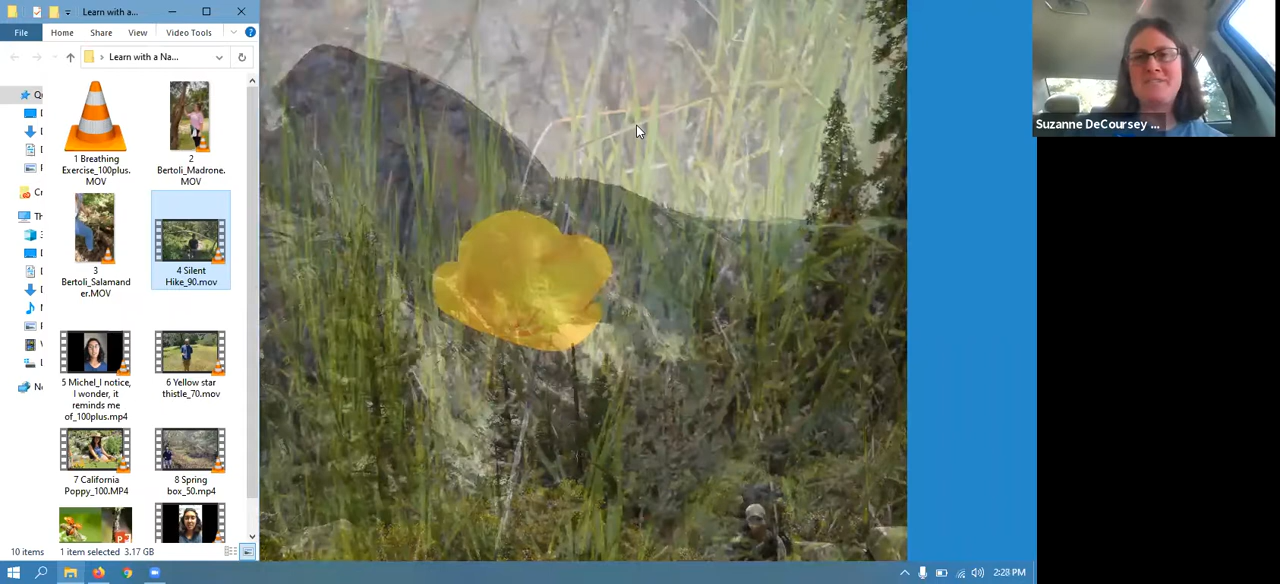 Learn with a...
File
Home
Share
View
Video Tools
Learn with a Na...
1 Breathing
Exercise_100plus.
MOV
2
Bertoli_Madrone.
MOV
3
Bertoli_Salamand
er.MOV
4 Silent
Hike_90.mov
5 Michel_I notice,
I wonder, it
reminds me
of_100plus.mp4
6 Yellow star
thistle_70.mov
7 California
Poppy_100.MP4
8 Spring
box_50.mp4
10 items
1 item selected 3.17 GB
Suzanne DeCoursey ...
2:28 PM